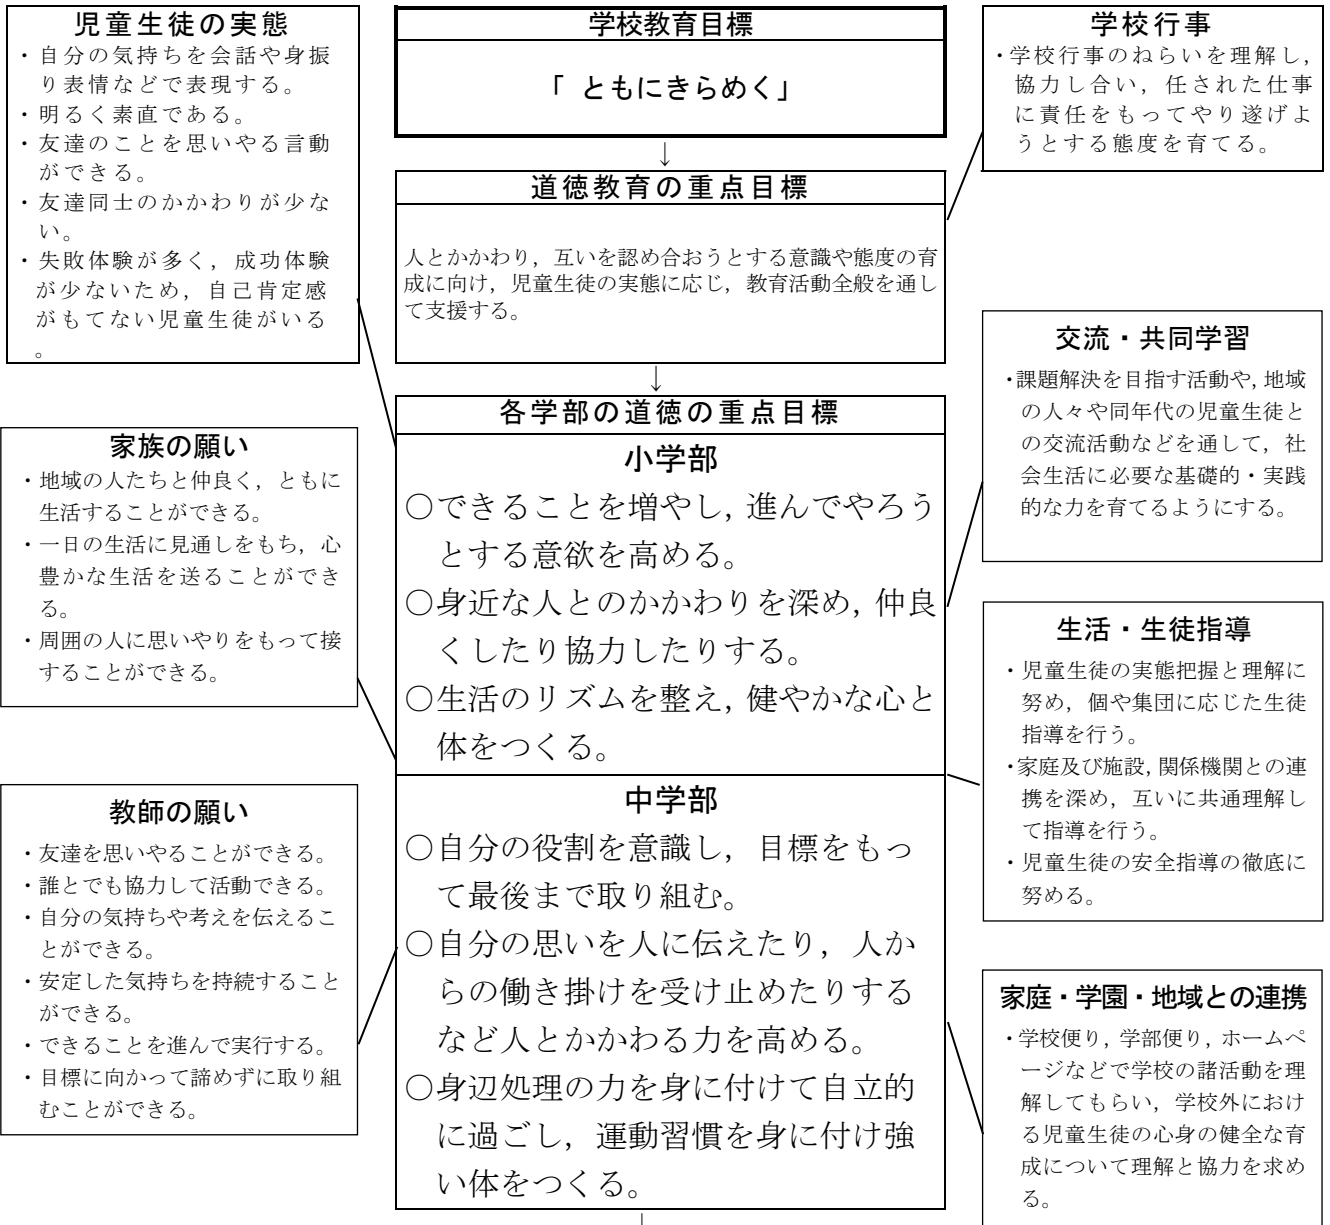 児童生徒の実態
・自分の気持ちを会話や身振
り表情などで表現する。
・明るく素直である。
・友達のことを思いやる言動
ができる。
・友達同士のかかわりが少な
い。
・失敗体験が多く，成功体験
が少ないため，自己肯定感
がもてない児童生徒がいる
。
家族の願い
・地域の人たちと仲良く，ともに
生活することができる。
・一日の生活に見通しをもち，心
豊かな生活を送ることができ
る。
・周囲の人に思いやりをもって接
することができる。
教師の願い
・友達を思いやることができる。
・誰とでも協力して活動できる。
・自分の気持ちや考えを伝えるこ
とができる。
・安定した気持ちを持続すること
ができる。
・できることを進んで実行する。
・目標に向かって諦めずに取り組
むことができる。
学校教育目標
「 ともにきらめく」
↓
道徳教育の重点目標
人とかかわり，互いを認め合おうとする意識や態度の育
成に向け，児童生徒の実態に応じ，教育活動全般を通し
て支援する。
↓
各学部の道徳の重点目標
小学部
○できることを増やし，進んでやろう
とする意欲を高める。
○身近な人とのかかわりを深め，仲良
くしたり協力したりする。
○生活のリズムを整え，健やかな心と
体をつくる。
中学部
○自分の役割を意識し，目標をもっ
て最後まで取り組む。
○自分の思いを人に伝えたり，人か
らの働き掛けを受け止めたりする
など人とかかわる力を高める。
○身辺処理の力を身に付けて自立的
に過ごし，運動習慣を身に付け強
い体をつくる。
学校行事
・学校行事のねらいを理解し，
協力し合い，任された仕事
に責任をもってやり遂げよ
うとする態度を育てる。
交流・共同学習
・課題解決を目指す活動や，地域
の人々や同年代の児童生徒と
の交流活動などを通して，社
会生活に必要な基礎的・実践
的な力を育てるようにする。
生活・生徒指導
・児童生徒の実態把握と理解に
努め，個や集団に応じた生徒
指導を行う。
・家庭及び施設，関係機関との連
携を深め，互いに共通理解し
て指導を行う。
・児童生徒の安全指導の徹底に
努める。
家庭・学園・地域との連携
・学校便り，学部便り，ホームペ
ージなどで学校の諸活動を理
解してもらい，学校外におけ
る児童生徒の心身の健全な育
成について理解と協力を求め
る。